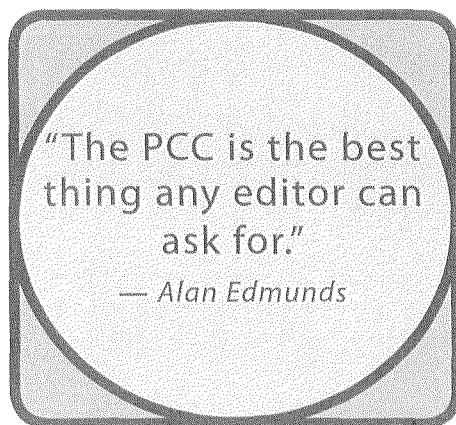 “The PCC is the best
thing any editor can
ask for.”
— Alan Edmunds